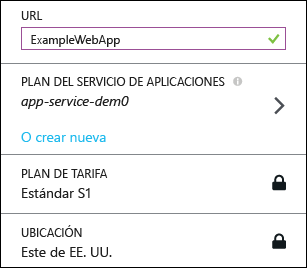 URL
ExampleWebApp
PLAN DEL SERVICIO DE APLICACIONES
app-service-dem0
O crear nueva
PLAN DE TARIFA
Estándar S1
UBICACIÓN
Este de EE. UU.